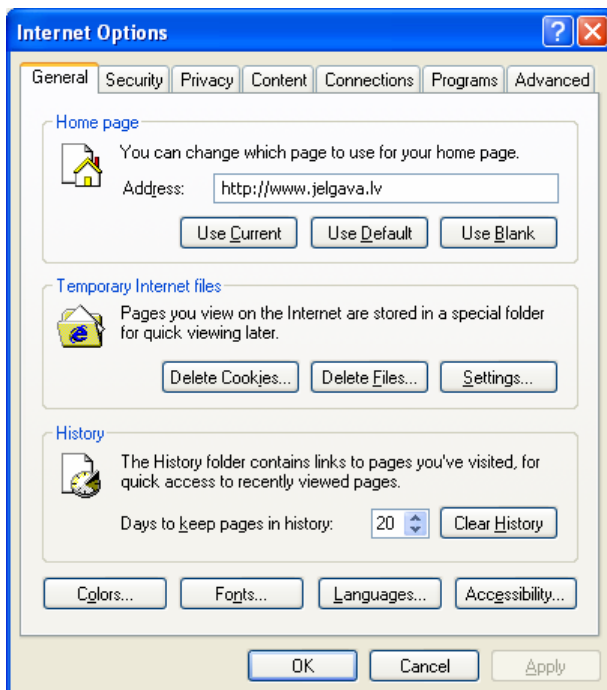 Internet Options
General Security Privacy Content Connections Programs Advanced
Home page
You can change which page to use for your home page.
Address: http://www.jelgava.lv
Use Current Use Default Use Blank
Temporary Internet files
Pages you view on the Internet are stored in a special folder
for quick viewing later.
Delete Cookies... Delete Files... Settings...
History
The History folder contains links to pages you've visited, for
quick access to recently viewed pages.
Days to keep pages in history: 20 Clear History
Colors... Fonts... Languages... Accessibility...
OK Cancel Apply